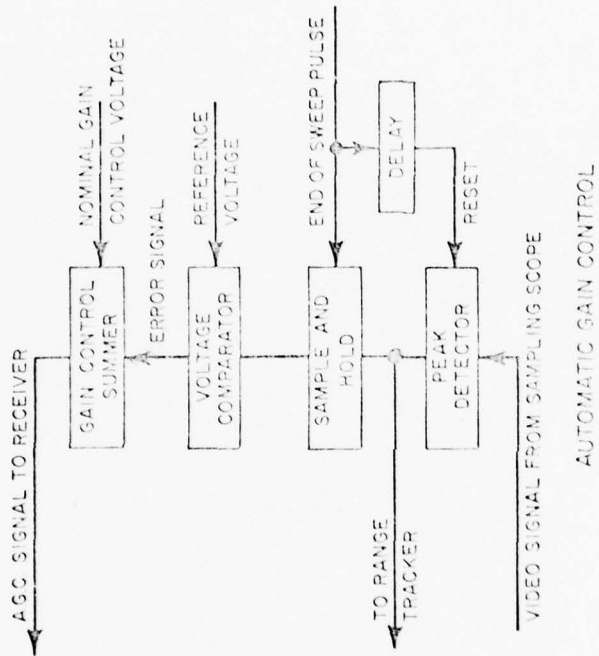 AGC SIGNAL TO RECEIVER
GAIN CONTROL
SUMMER
NOMINAL GAIN
CONTROL VOLTAGE
ERROR SIGNAL
VOLTAGE
COMPARATOR
REFERENCE
VOLTAGE
SAMPLE AND
HOLD
END OF SWEEP PULSE
DELAY
TO RANGE
TRACKER
PEAK
DETECTOR
RESET
VIDEO SIGNAL FROM SAMPLING SCOPE
AUTOMATIC GAIN CONTROL